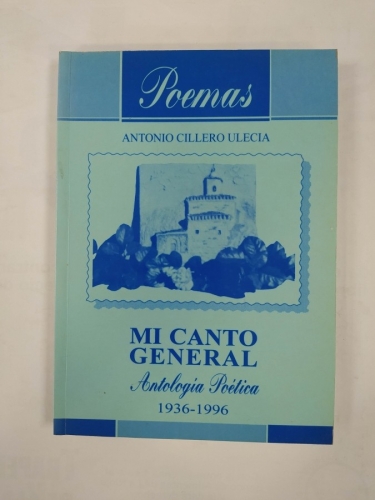 Poemas
ANTONIO CILLERO ULECIA
MI CANTO
GENERAL
Antología Poética
1936-1996